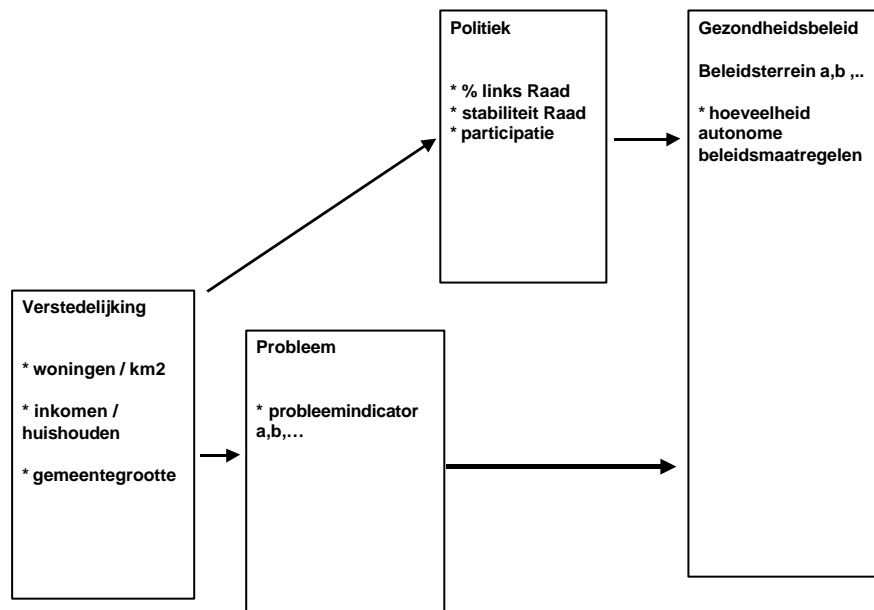 Politiek
* % links Raad
* stabiliteit Raad
* participatie
Gezondheidsbeleid
Beleidsterrein a,b ,..
* hoeveelheid
autonome
beleidsmaatregelen
Verstedelijking
* woningen / km2
* inkomen /
huishouden
* gemeentegrootte
Probleem
* probleemindicator
a,b,…